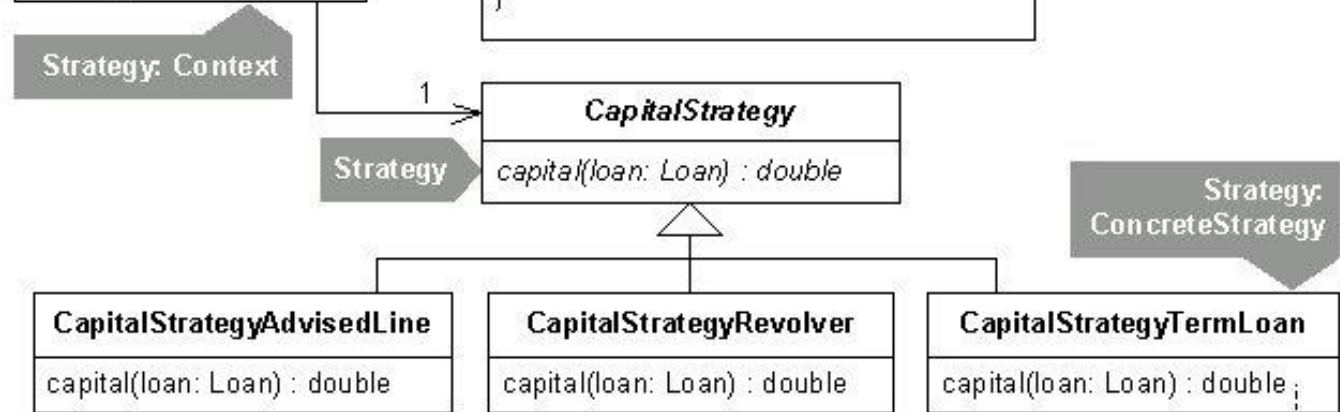 }
Strategy: Context
1
CapitalStrategy
Strategy
capital(loan: Loan) : double
Strategy:
ConcreteStrategy
CapitalStrategyAdvisedLine
CapitalStrategyRevolver
CapitalStrategyTermLoan
capital(loan: Loan) : double
capital(loan: Loan) : double
capital(loan: Loan) : double